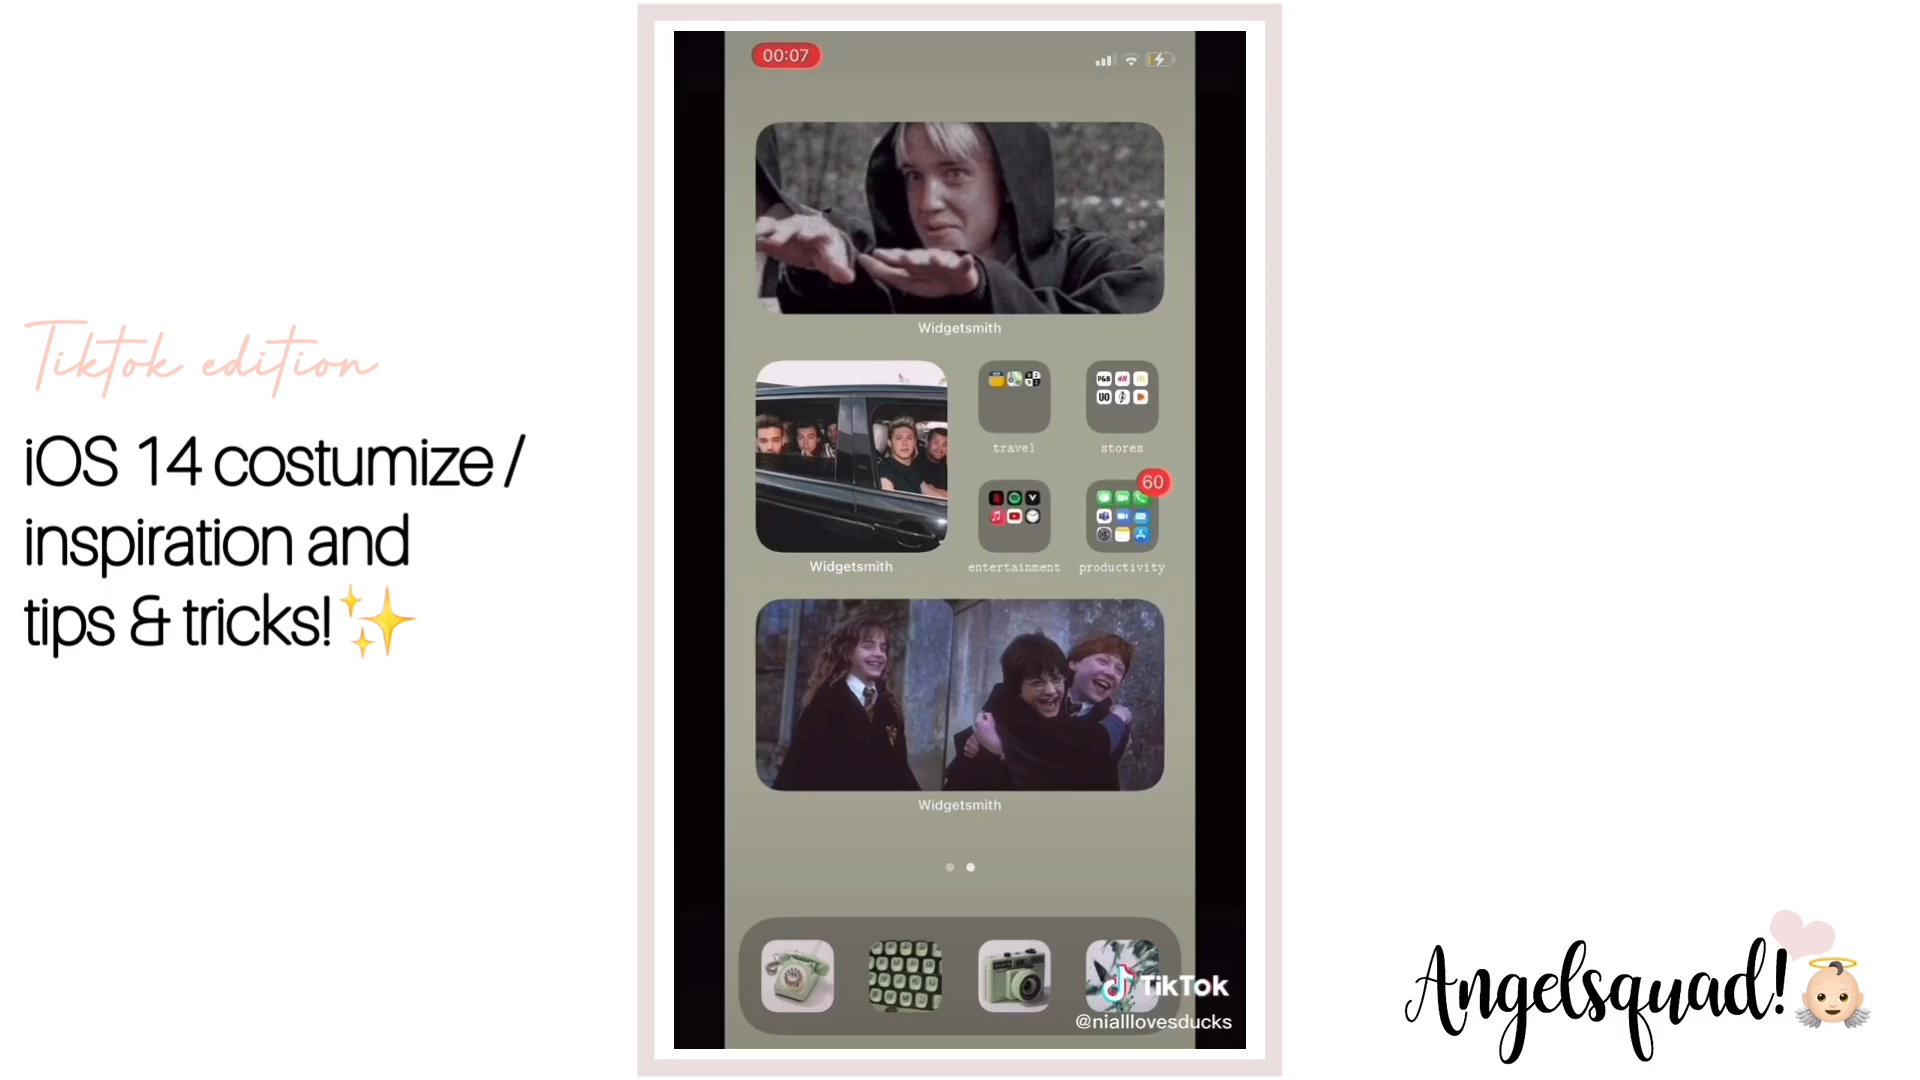 Tiktok edition
iOS 14 costumize /
inspiration and
tips & tricks!
00:07
Widgetsmith
travel
stores
60
Widgetsmith
entertainment
productivity
P&B
H&M
UO
Widgetsmith
TikTok
@nialllovesducks
Angelsquad!